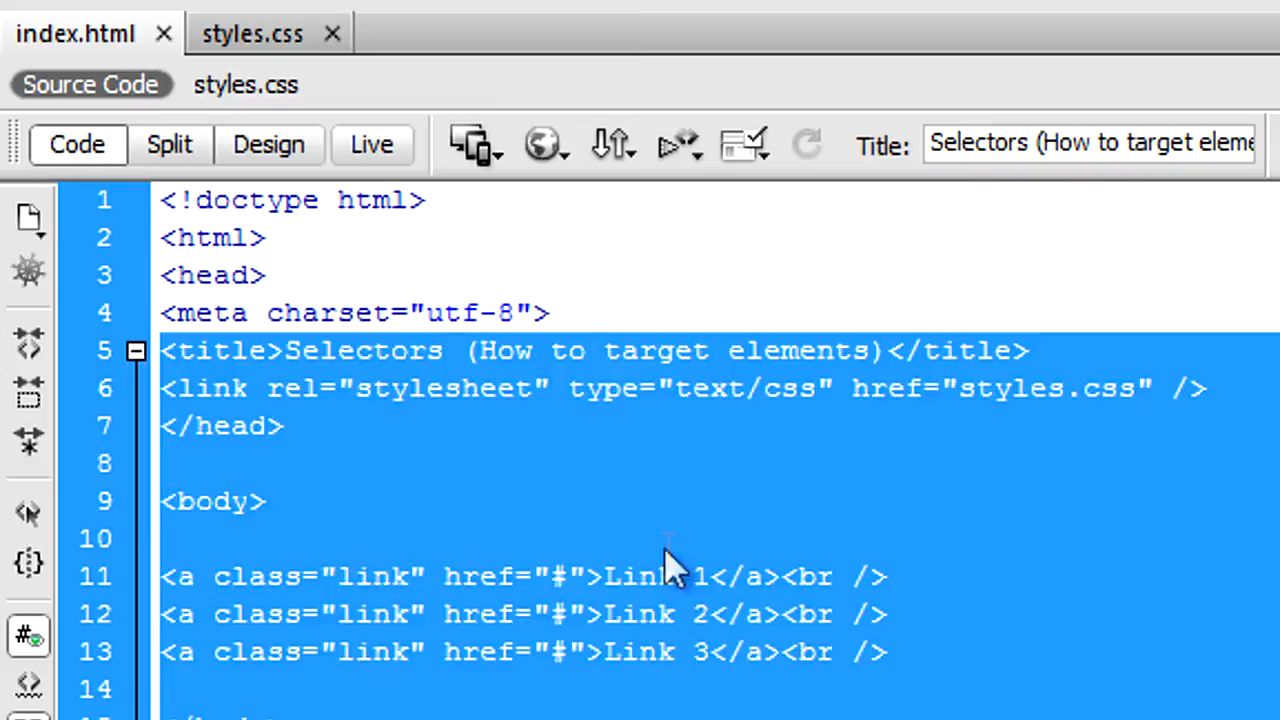 index.html styles.css
Source Code styles.css
Code Split Design Live Title: Selectors (How to target eleme
1 <!doctype html>
2 <html>
3 <head>
4 <meta charset="utf-8">
5 <title>Selectors (How to target elements)</title>
6 <link rel="stylesheet" type="text/css" href="styles.css" />
7 </head>
8
9 <body>
10
11 <a class="link" href="#">Link 1</a><br />
12 <a class="link" href="#">Link 2</a><br />
13 <a class="link" href="#">Link 3</a><br />
14